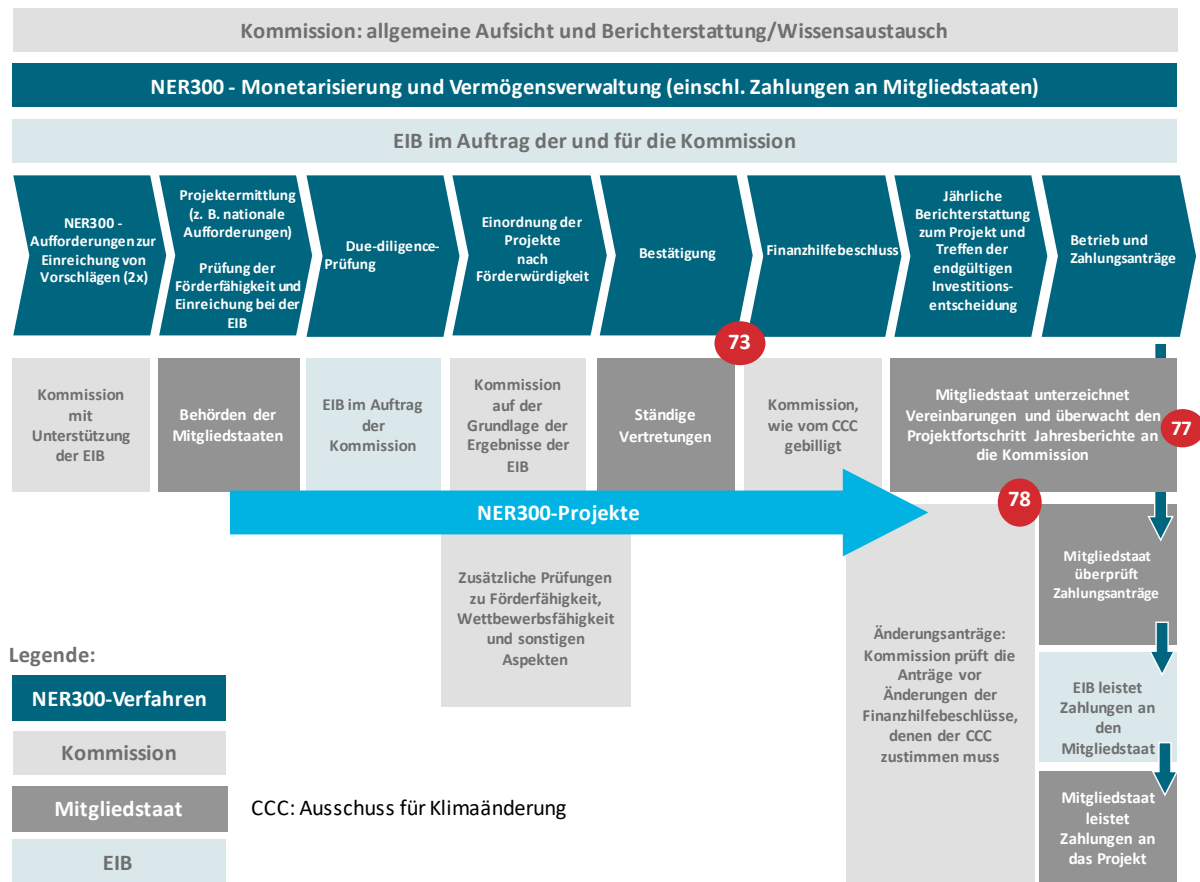 Kommission: allgemeine Aufsicht und Berichterstattung/Wissensaustausch
NER300 - Monetarisierung und Vermögensverwaltung (einschl. Zahlungen an Mitgliedstaaten)
EIB im Auftrag der und für die Kommission
NER300 -
Aufforderungen zur
Einreichung von
Vorschlägen (2x)
Projektermittlung
(z. B. nationale
Aufforderungen)
Prüfung der
Förderfähigkeit und
Einreichung bei der
EIB
Due-diligence-
Prüfung
Einordnung der
Projekte
nach
Förderwürdigkeit
Bestätigung
Finanzhilfebeschluss
Jährliche
Berichterstattung
zum Projekt und
Treffen der
endgültigen
Investitions-
entscheidung
Betrieb und
Zahlungsanträge
73
Kommission
mit
Unterstützung
der EIB
Behörden der
Mitgliedstaaten
EIB im Auftrag
der
Kommission
Kommission
auf der
Grundlage der
Ergebnisse der
EIB
Ständige
Vertretungen
Kommission,
wie vom CCC
gebilligt
Mitgliedstaat unterzeichnet
Vereinbarungen und überwacht den
Projektfortschritt Jahresberichte an
die Kommission
77
78
NER300-Projekte
Zusätzliche Prüfungen
zu Förderfähigkeit,
Wettbewerbsfähigkeit
und sonstigen
Aspekten
Änderungsanträge:
Kommission prüft die
Anträge vor
Änderungen der
Finanzhilfebeschlüsse,
denen der CCC
zustimmen muss
Mitgliedstaat
überprüft
Zahlungsanträge
EIB leistet
Zahlungen an
den
Mitgliedstaat
Mitgliedstaat
leistet
Zahlungen an
das Projekt
Legende:
NER300-Verfahren
Kommission
Mitgliedstaat
EIB
CCC: Ausschuss für Klimaänderung